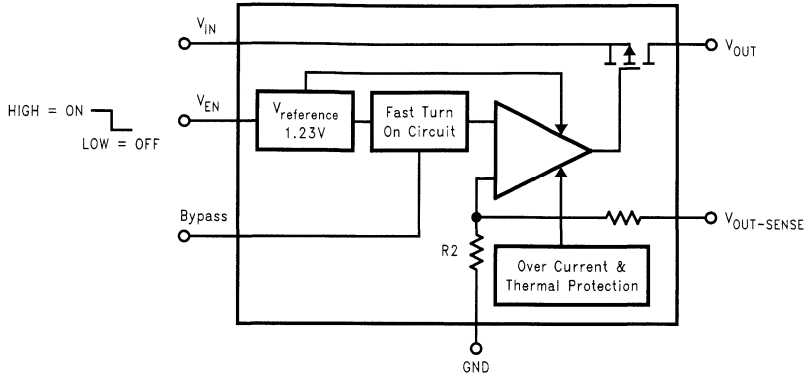 VIN
VOUT
HIGH = ON
LOW = OFF
VEN
Vreference
1.23V
Fast Turn
On Circuit
Bypass
VOUT-SENSE
R2
Over Current &
Thermal Protection
GND